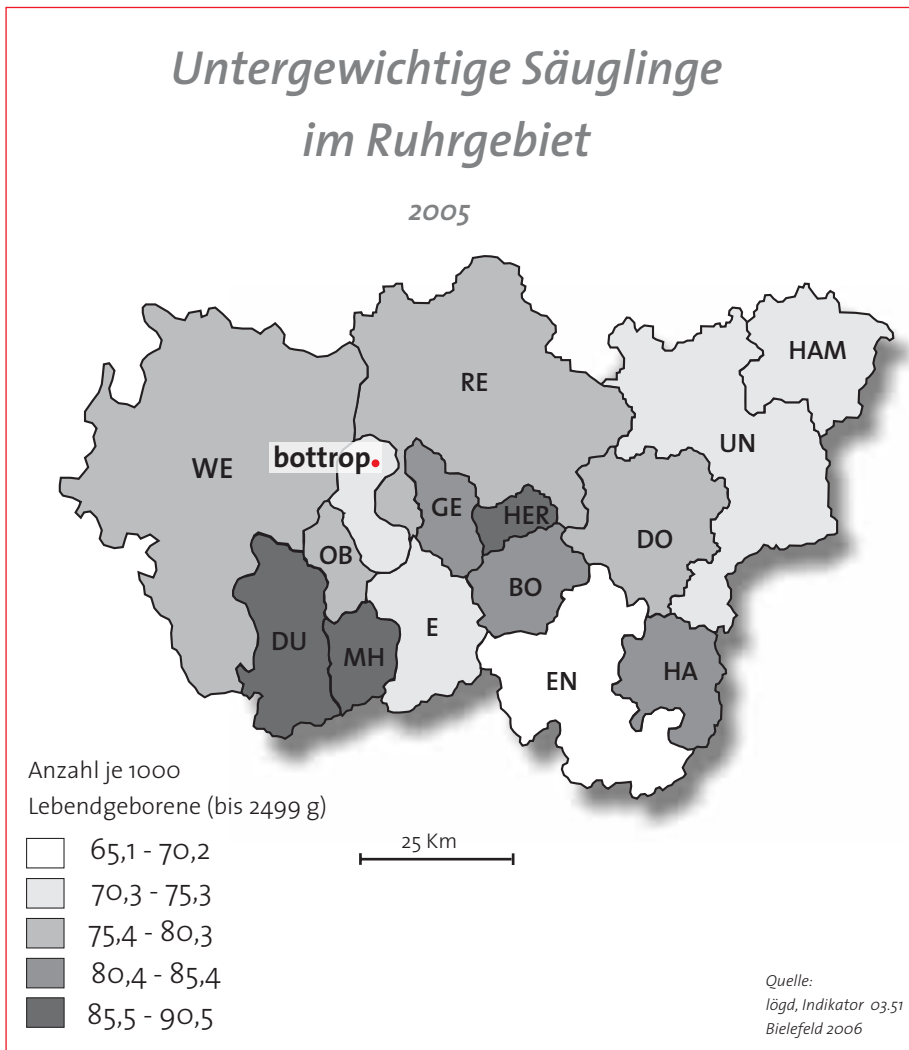 Untergewichtige Säuglinge
im Ruhrgebiet
2005
HAM
RE
UN
WE
bottrop.
GE
HER
DO
OB
BO
E
DU
MH
EN
HA
Anzahl je 1000
Lebendgeborene (bis 2499 g)
25 Km
65,1 - 70,2
70,3 - 75,3
75,4 - 80,3
80,4 - 85,4
85,5 - 90,5
Quelle:
lögd, Indikator 03.51
Bielefeld 2006